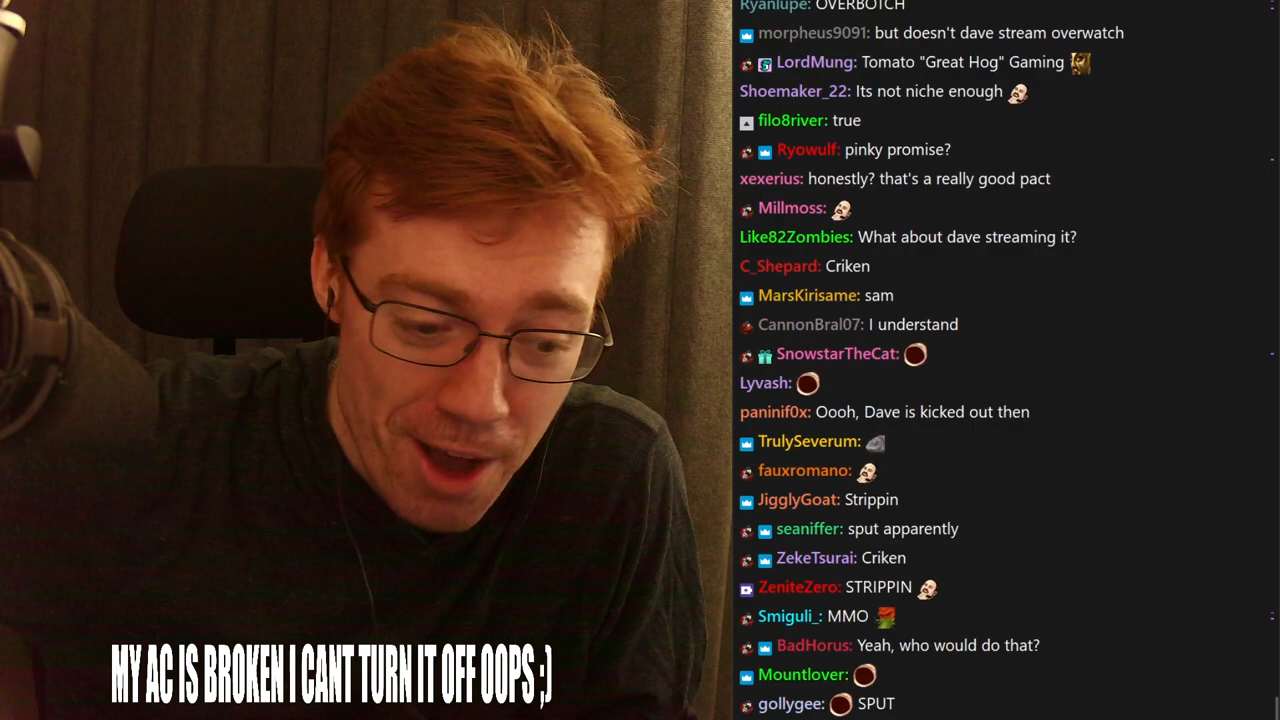 Ryanlupe: OVERBOTCH
morpheus9091: but doesn't dave stream overwatch
LordMung: Tomato "Great Hog" Gaming
Shoemaker_22: Its not niche enough
filo8river: true
Ryowulf: pinky promise?
xexerius: honestly? that's a really good pact
Millmoss:
Like82Zombies: What about dave streaming it?
C_Shepard: Criken
MarsKirisame: sam
CannonBral07: I understand
SnowstarTheCat:
Lyvash:
paninif0x: Oooh, Dave is kicked out then
TrulySeverum:
fauxromano:
JigglyGoat: Strippin
seaniffer: sput apparently
ZekeTsurai: Criken
ZeniteZero: STRIPPIN
Smiguli_: MMO
BadHorus: Yeah, who would do that?
Mountlover:
gollygee: SPUT
MY AC IS BROKEN I CANT TURN IT OFF OOPS ;)